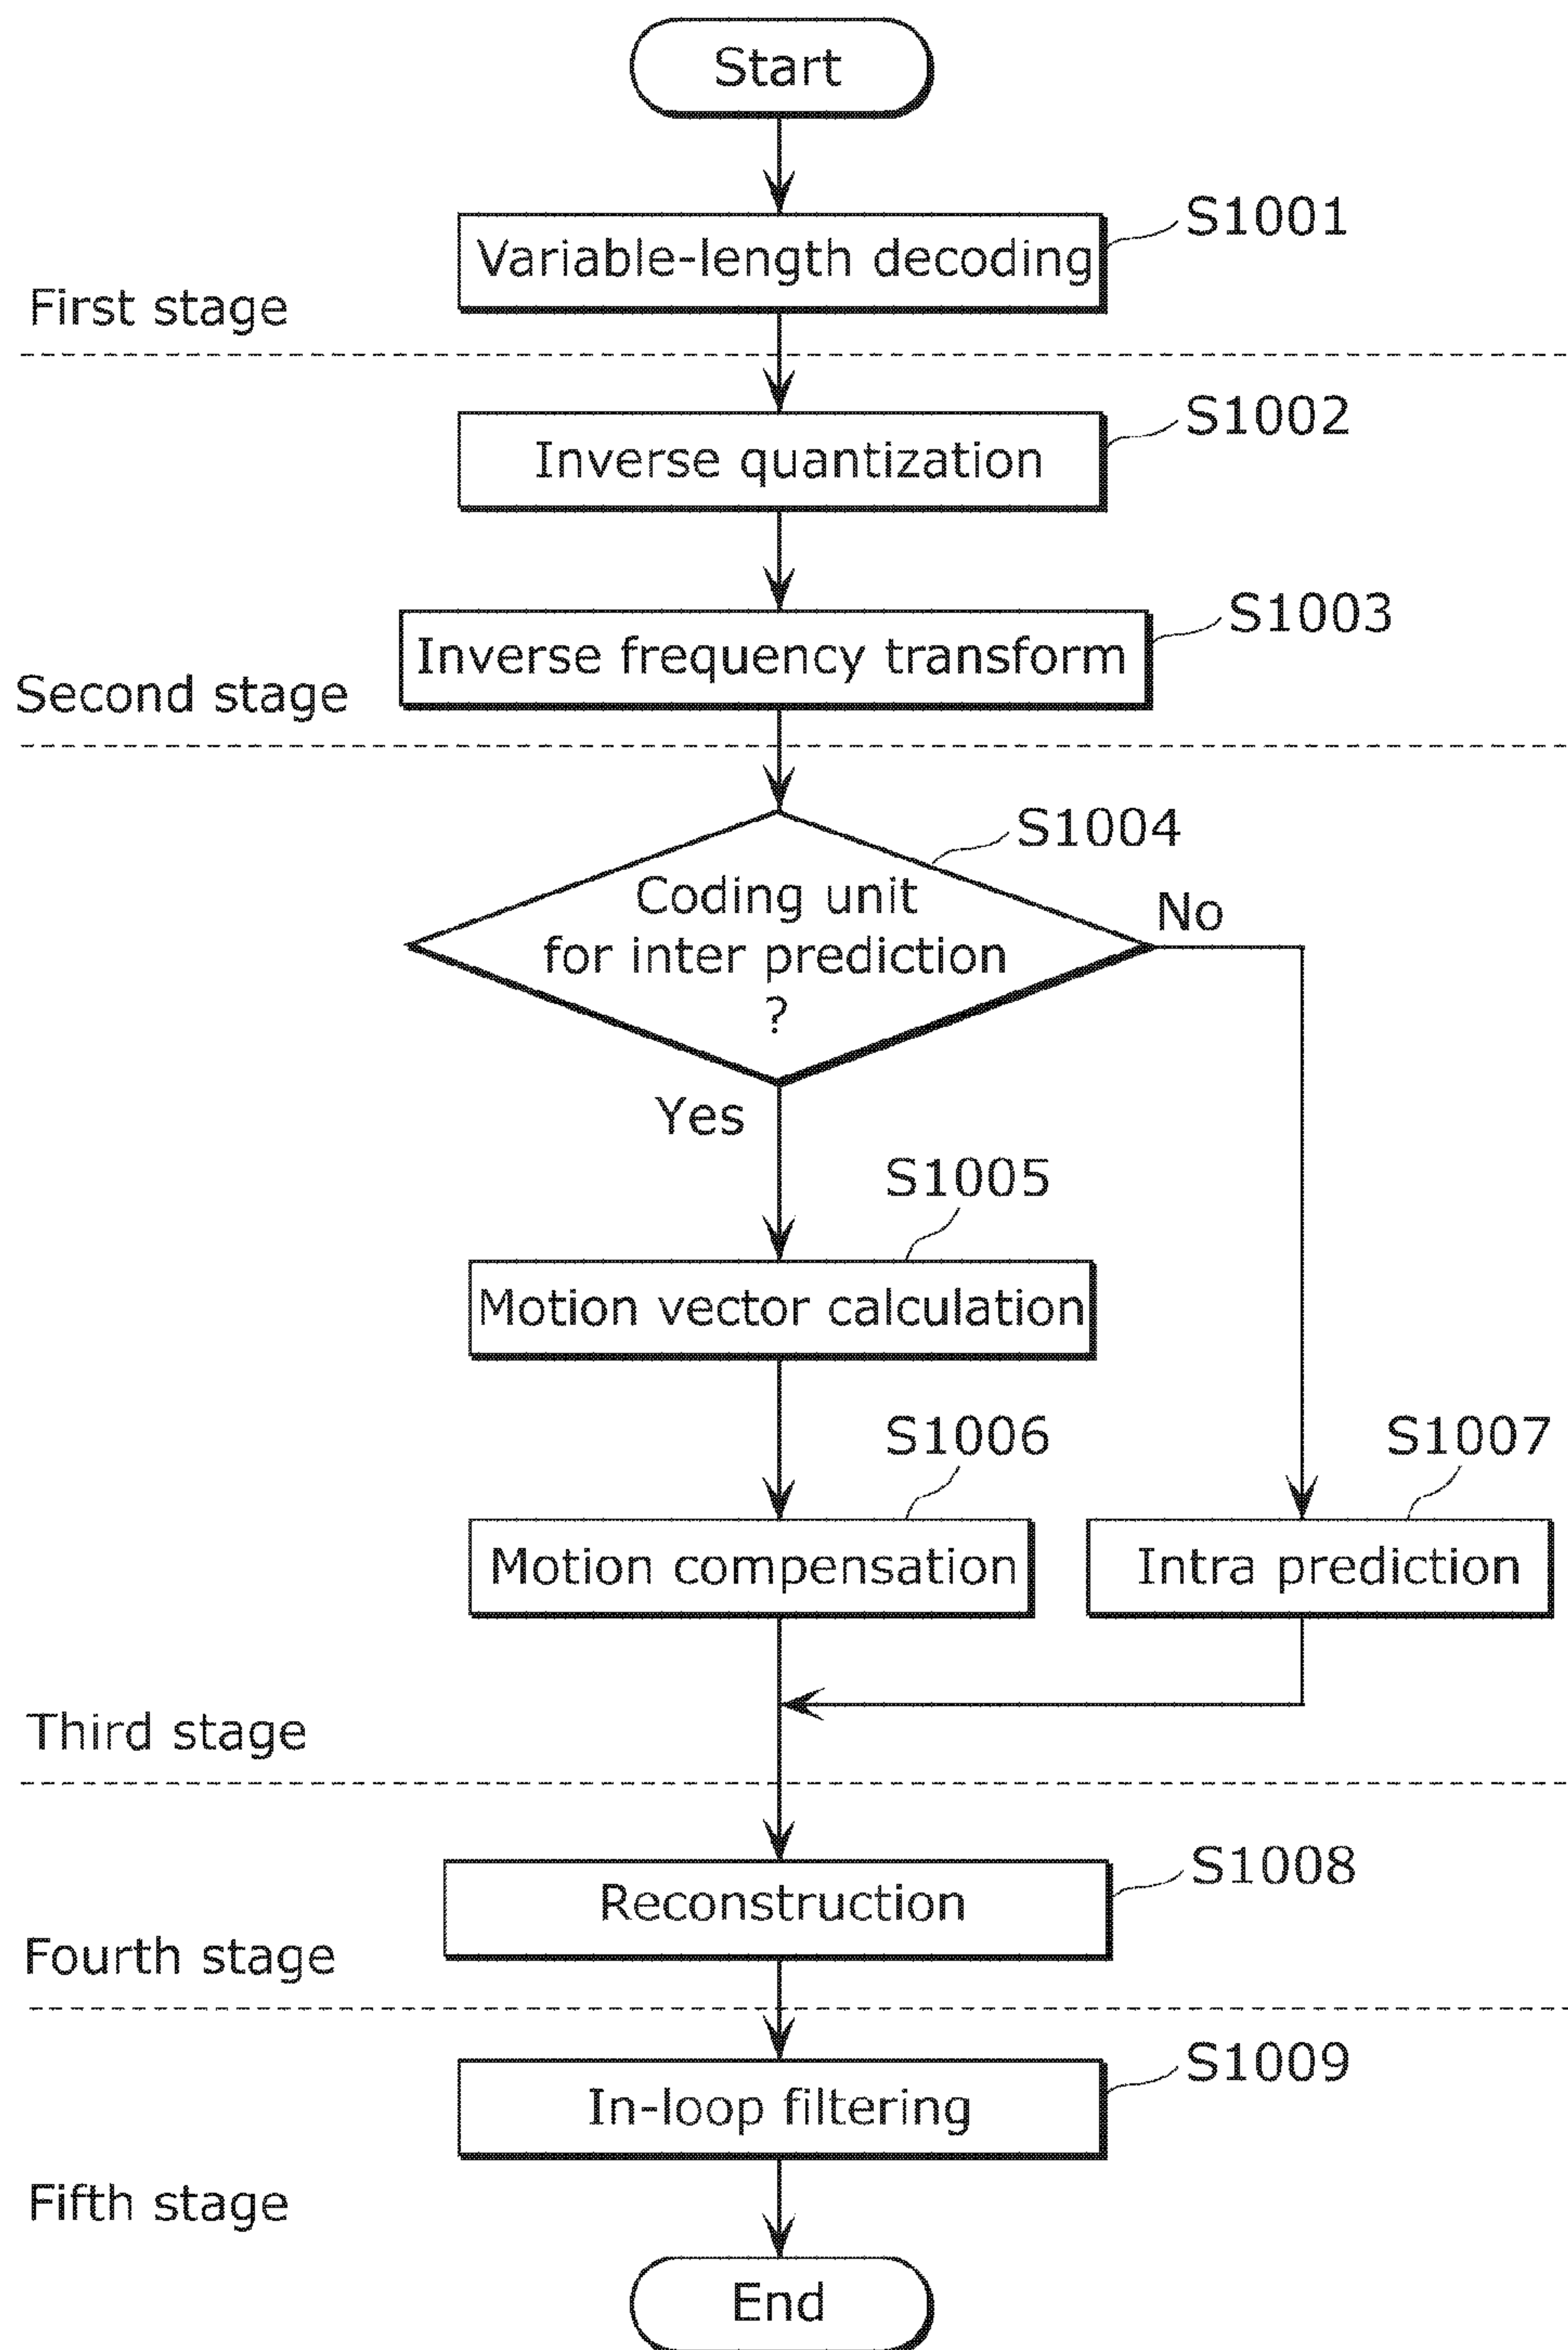 Start
S1001
Variable-length decoding
First stage
S1002
Inverse quantization
S1003
Inverse frequency transform
Second stage
S1004
Coding unit
for inter prediction
?
No
Yes
S1005
Motion vector calculation
S1006
S1007
Motion compensation
Intra prediction
Third stage
S1008
Reconstruction
Fourth stage
S1009
In-loop filtering
Fifth stage
End